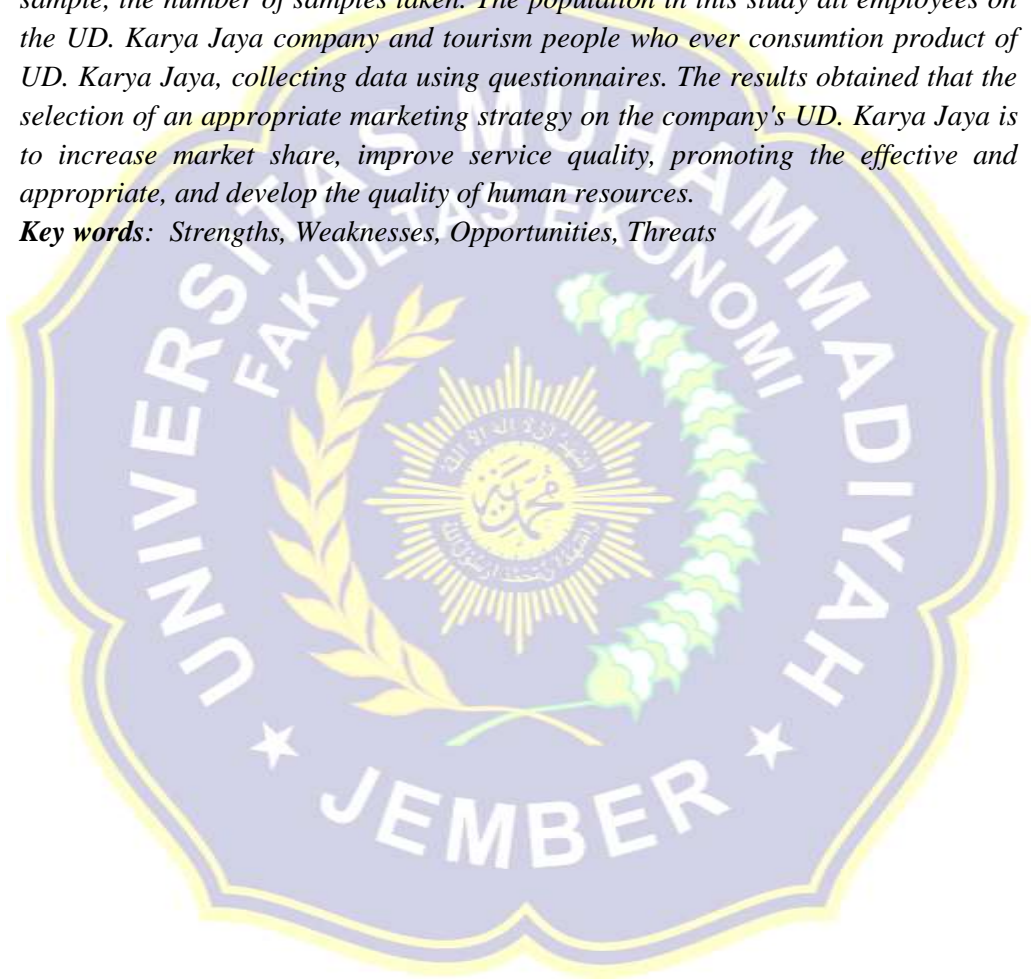 sample, the number of samples taken. The population in this study all employees on
the UD. Karya Jaya company and tourism people who ever consumtion product of
UD. Karya Jaya, collecting data using questionnaires. The results obtained that the
selection of an appropriate marketing strategy on the company's UD. Karya Jaya is
to increase market share, improve service quality, promoting the effective and
appropriate, and develop the quality of human resources.
Key words: Strengths, Weaknesses, Opportunities, Threats
UNIVERSITAS MUHAMMADIYAH
FAKULTAS EKONOMI
JEMBER